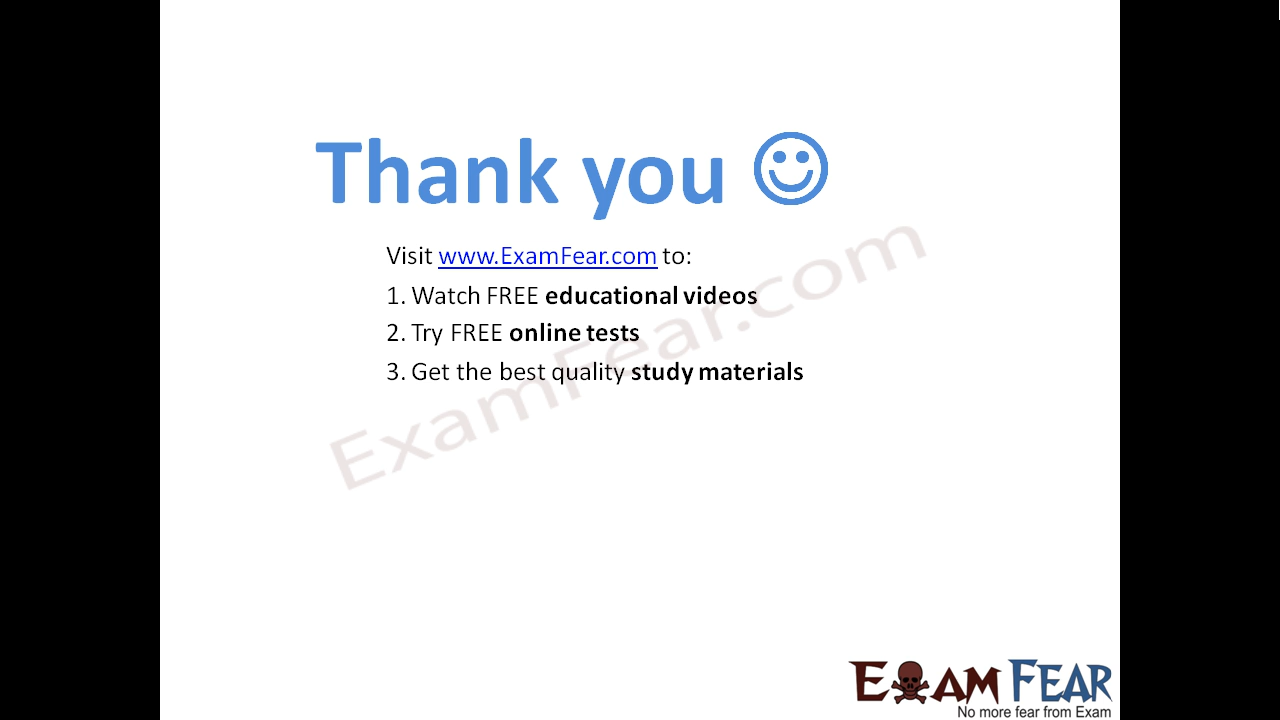 Thank you
Visit www.ExamFear.com to:
1. Watch FREE educational videos
2. Try FREE online tests
3. Get the best quality study materials
ExamFear.com
EXAM FEAR
No more fear from Exam